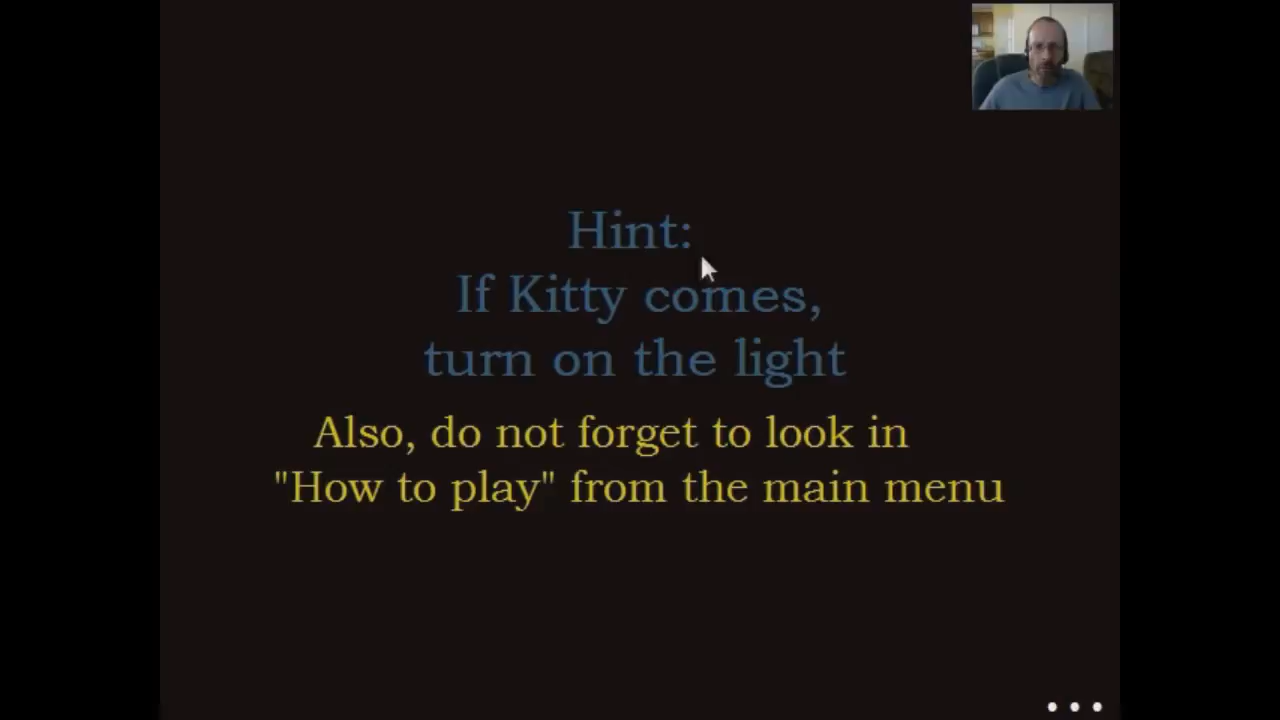 Hint:
If Kitty comes,
turn on the light
Also, do not forget to look in
"How to play" from the main menu